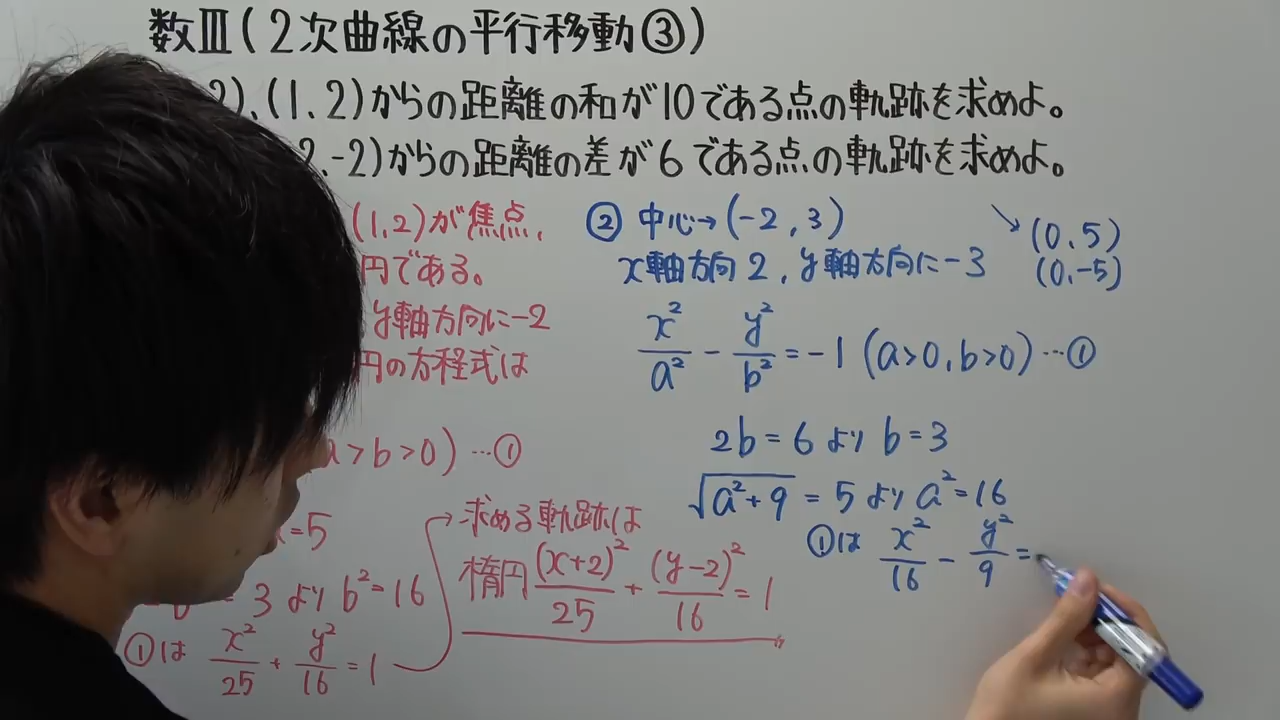 数Ⅲ(2次曲線の平行移動③)
2),(1,2)からの距離の和が10である点の軌跡を求めよ。
2,-2)からの距離の差が6である点の軌跡を求めよ。
(1,2)が焦点,
円である。
y軸方向に-2
円の方程式は
a>b>0)…①
=5
=3よりb²=16
①は x²/25 + y²/16 = 1
求める軌跡は
楕円 (x+2)²/25 + (y-2)²/16 = 1
② 中心→(-2,3)
x軸方向2,y軸方向に-3
(0,5)
(0,-5)
x²/a² - y²/b² = -1 (a>0,b>0)…①
2b=6よりb=3
√(a²+9) = 5よりa²=16
①は x²/16 - y²/9 =